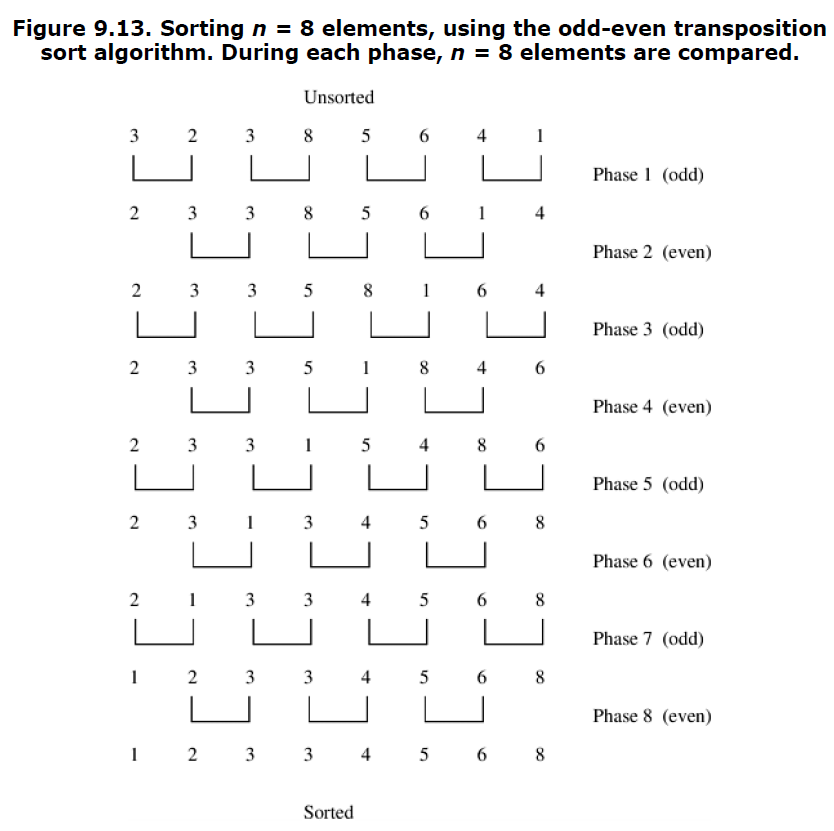 Figure 9.13. Sorting n = 8 elements, using the odd-even transposition
sort algorithm. During each phase, n = 8 elements are compared.
Unsorted
3 2 3 8 5 6 4 1
Phase 1 (odd)
2 3 3 8 5 6 1 4
Phase 2 (even)
2 3 3 5 8 1 6 4
Phase 3 (odd)
2 3 3 5 1 8 4 6
Phase 4 (even)
2 3 3 1 5 4 8 6
Phase 5 (odd)
2 3 1 3 4 5 6 8
Phase 6 (even)
2 1 3 3 4 5 6 8
Phase 7 (odd)
1 2 3 3 4 5 6 8
Phase 8 (even)
1 2 3 3 4 5 6 8
Sorted